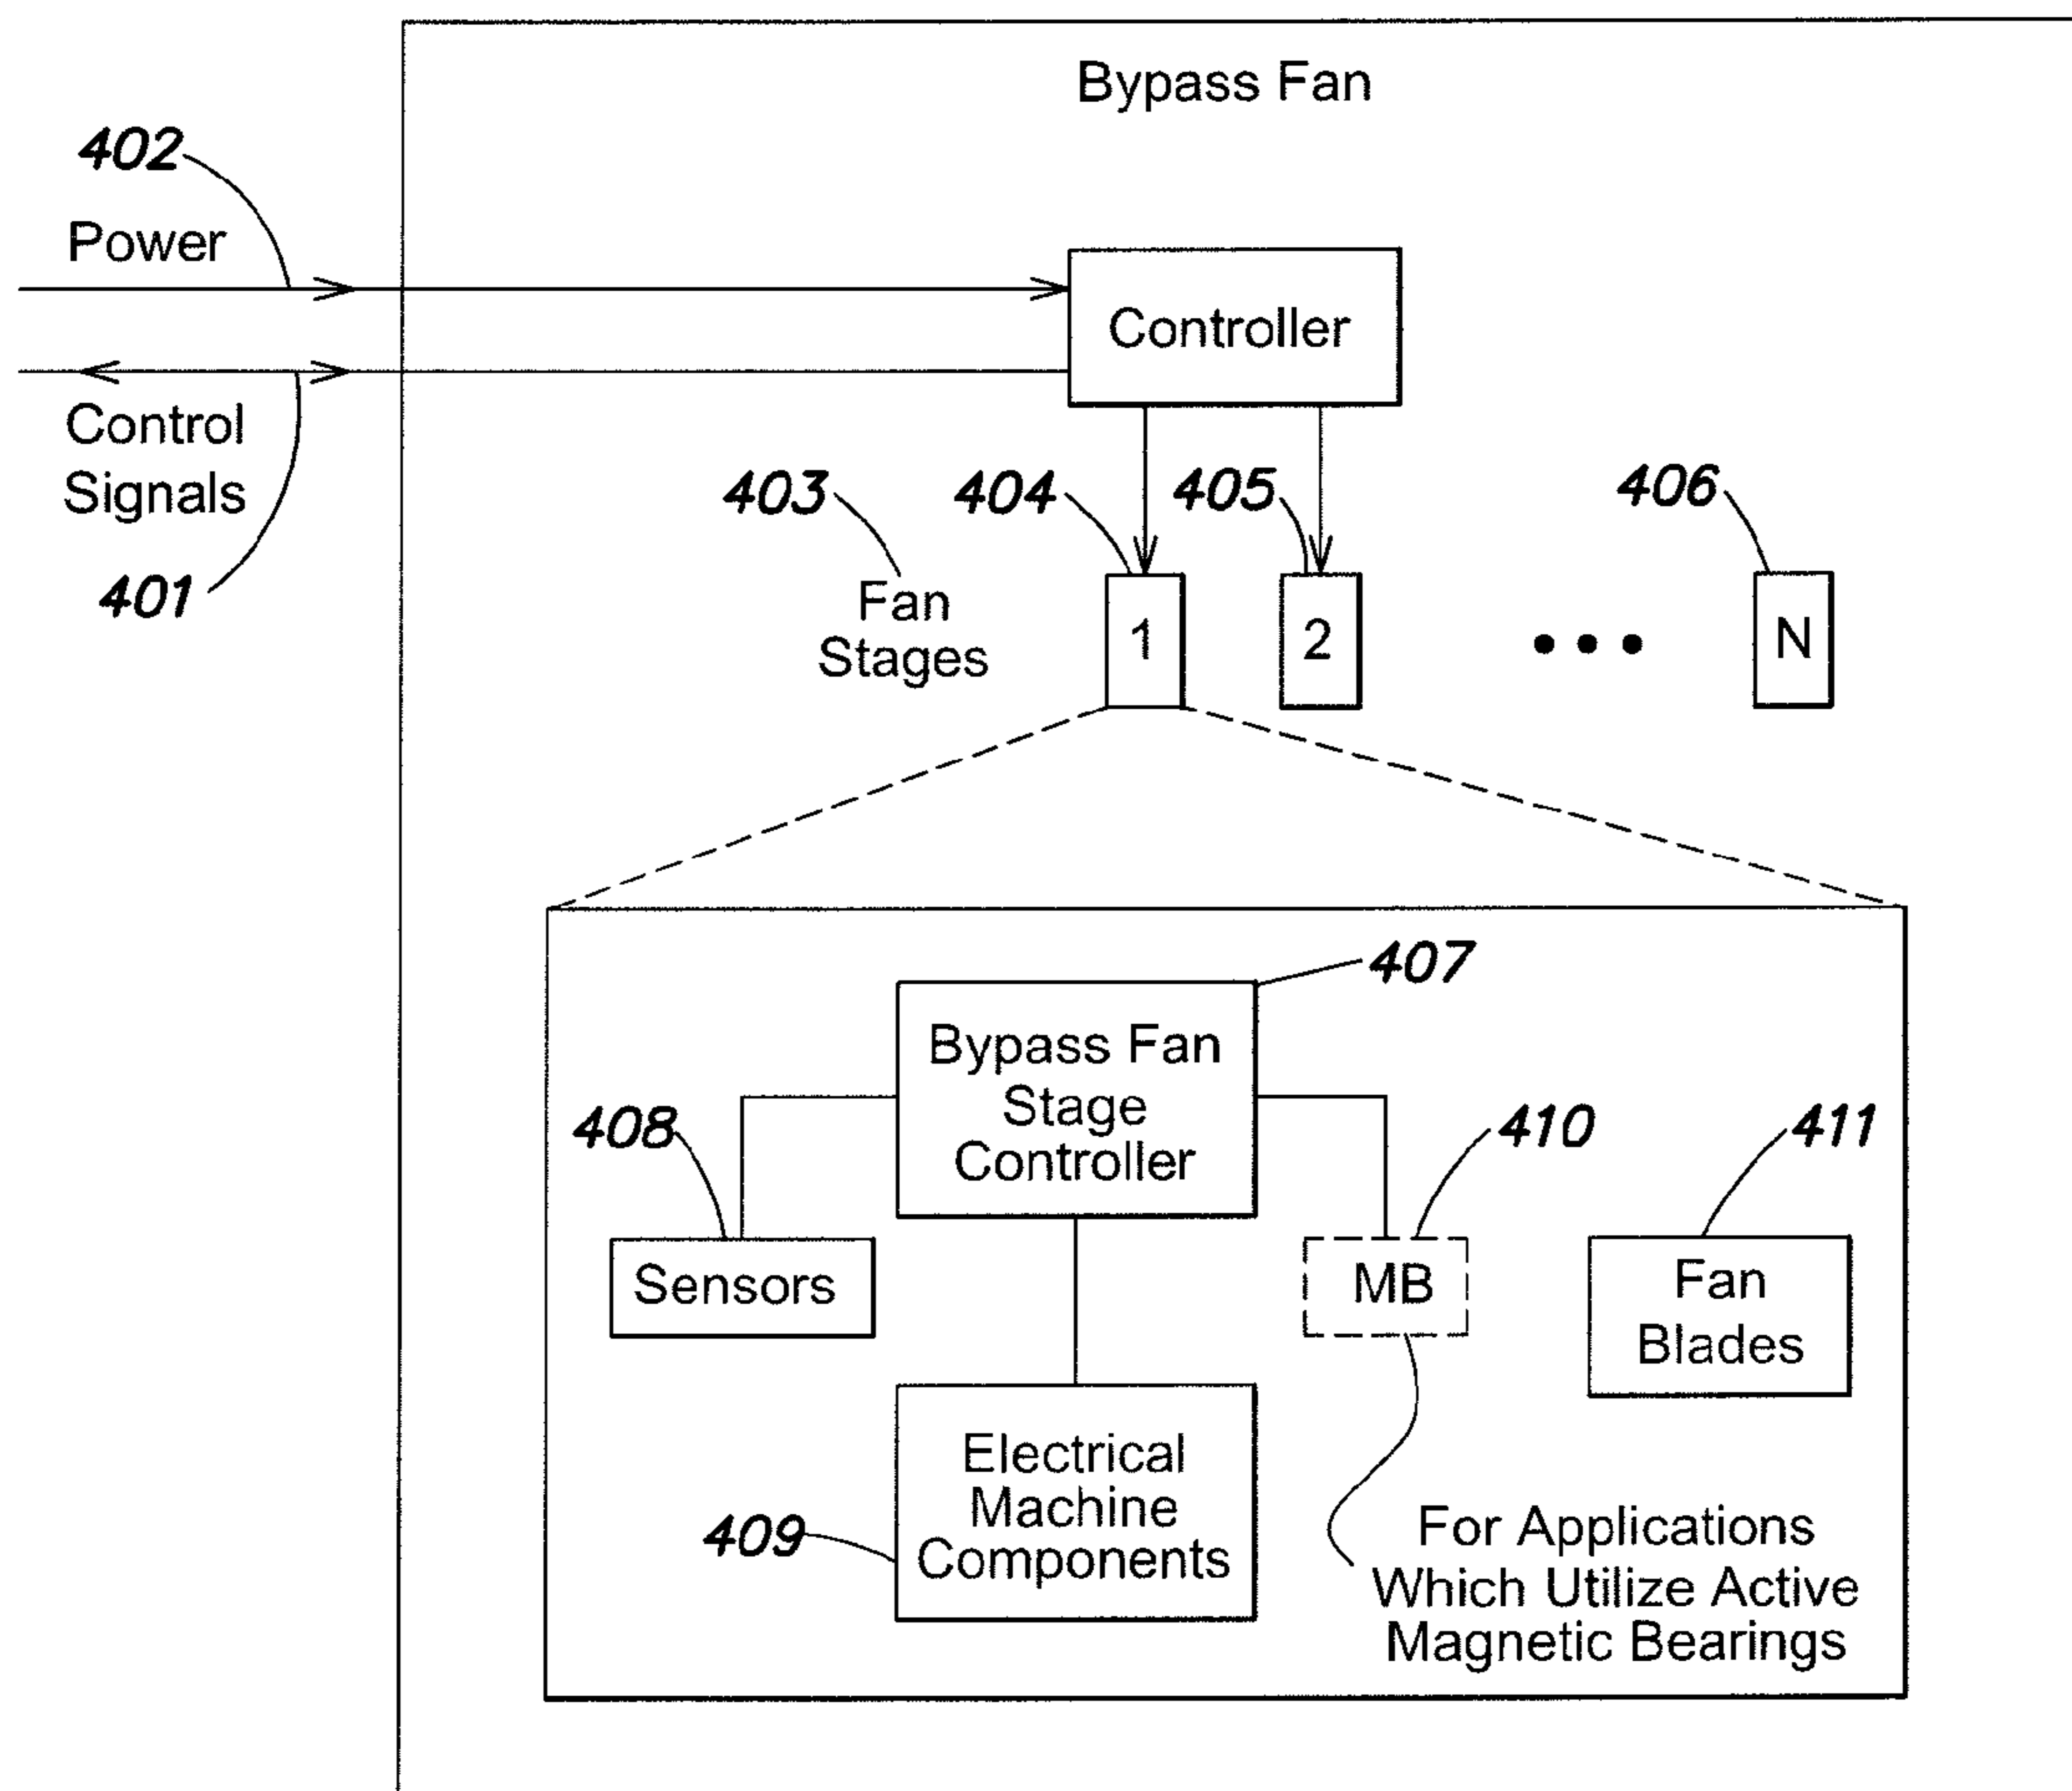 Bypass Fan
402
Power
Controller
Control
Signals
401
403
404
405
406
Fan
Stages
1
2
N
407
Bypass Fan
Stage
Controller
408
410
411
Sensors
MB
Fan
Blades
Electrical
Machine
Components
409
For Applications
Which Utilize Active
Magnetic Bearings